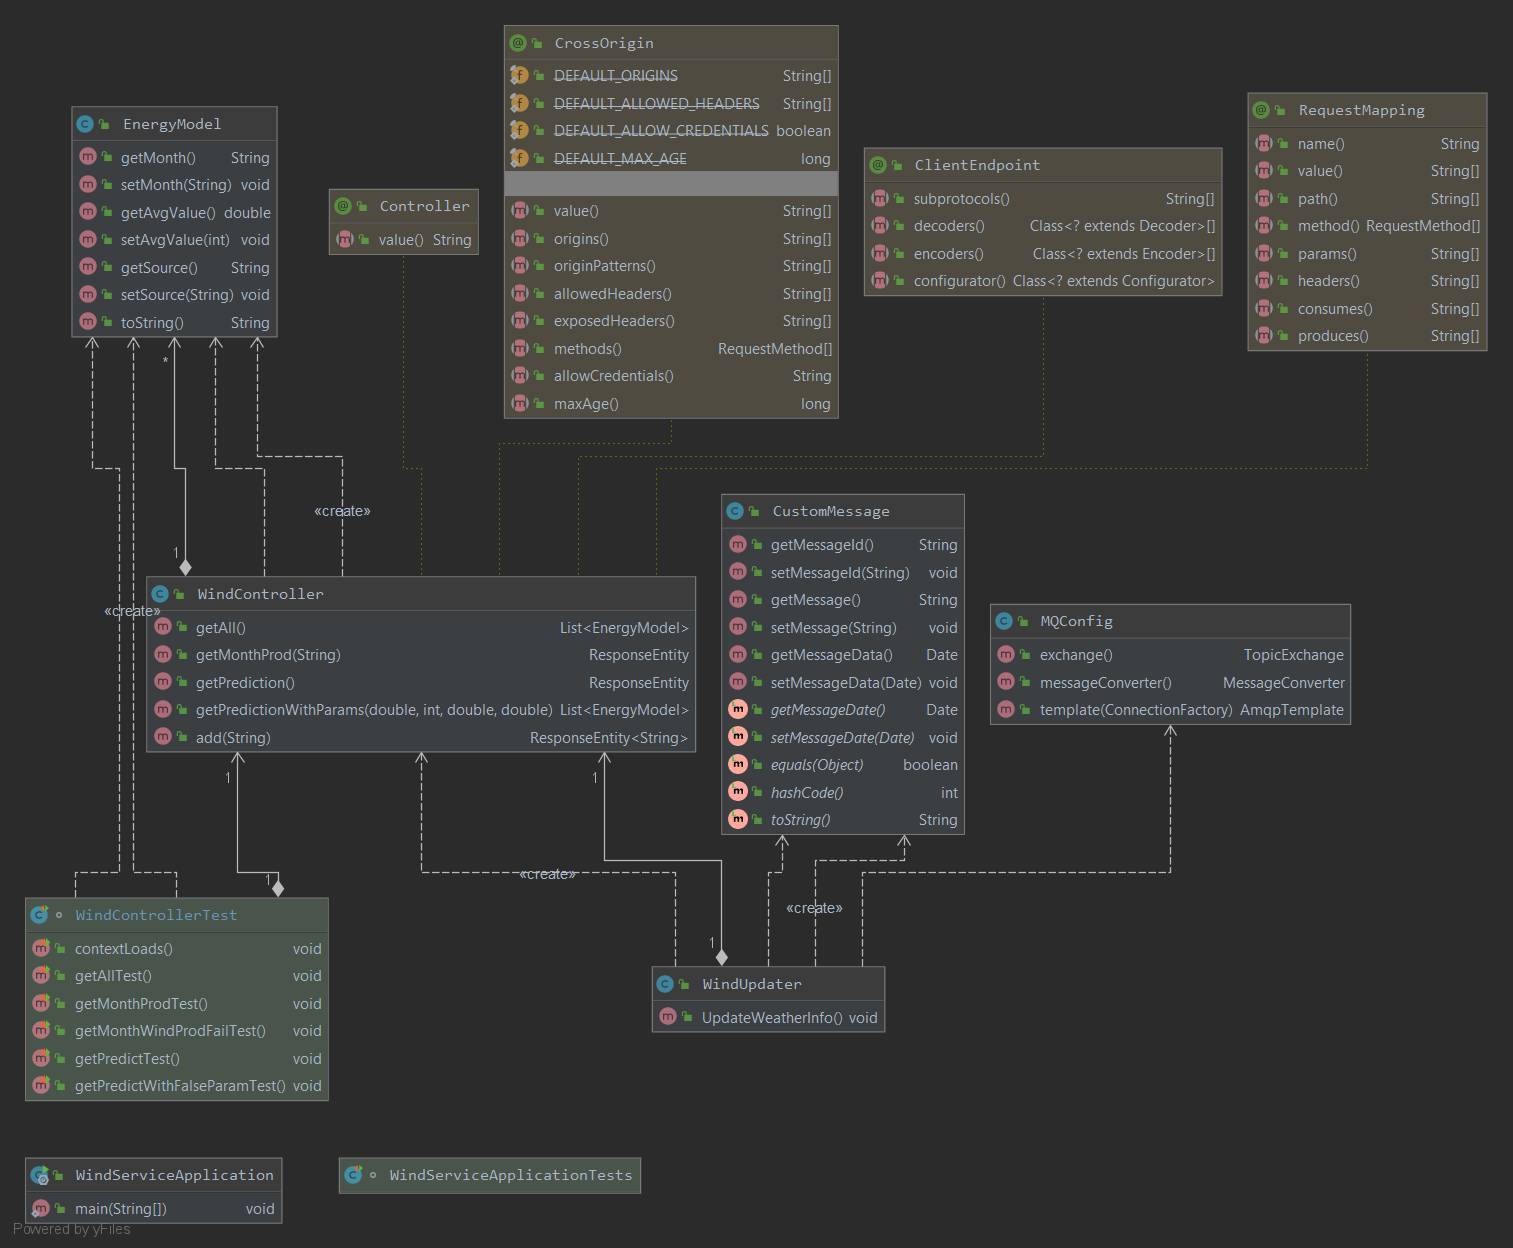 CrossOrigin
DEFAULT_ORIGINS String[]
DEFAULT_ALLOWED_HEADERS String[]
DEFAULT_ALLOW_CREDENTIALS boolean
DEFAULT_MAX_AGE long
value() String[]
origins() String[]
originPatterns() String[]
allowedHeaders() String[]
exposedHeaders() String[]
methods() RequestMethod[]
allowCredentials() String
maxAge() long
EnergyModel
getMonth() String
setMonth(String) void
getAvgValue() double
setAvgValue(int) void
getSource() String
setSource(String) void
toString() String
Controller
value() String
ClientEndpoint
subprotocols() String[]
decoders() Class<? extends Decoder>[]
encoders() Class<? extends Encoder>[]
configurator() Class<? extends Configurator>
RequestMapping
name() String
value() String[]
path() String[]
method() RequestMethod[]
params() String[]
headers() String[]
consumes() String[]
produces() String[]
*
«create»
1
«create»
WindController
getAll() List<EnergyModel>
getMonthProd(String) ResponseEntity
getPrediction() ResponseEntity
getPredictionWithParams(double, int, double, double) List<EnergyModel>
add(String) ResponseEntity<String>
CustomMessage
getMessageId() String
setMessageId(String) void
getMessage() String
setMessage(String) void
getMessageData() Date
setMessageData(Date) void
getMessageDate() Date
setMessageDate(Date) void
equals(Object) boolean
hashCode() int
toString() String
MQConfig
exchange() TopicExchange
messageConverter() MessageConverter
template(ConnectionFactory) AmqpTemplate
1
1
1
«create»
«create»
1
WindControllerTest
contextLoads() void
getAllTest() void
getMonthProdTest() void
getMonthWindProdFailTest() void
getPredictTest() void
getPredictWithFalseParamTest() void
WindUpdater
UpdateWeatherInfo() void
WindServiceApplication
main(String[]) void
WindServiceApplicationTests
Powered by yFiles